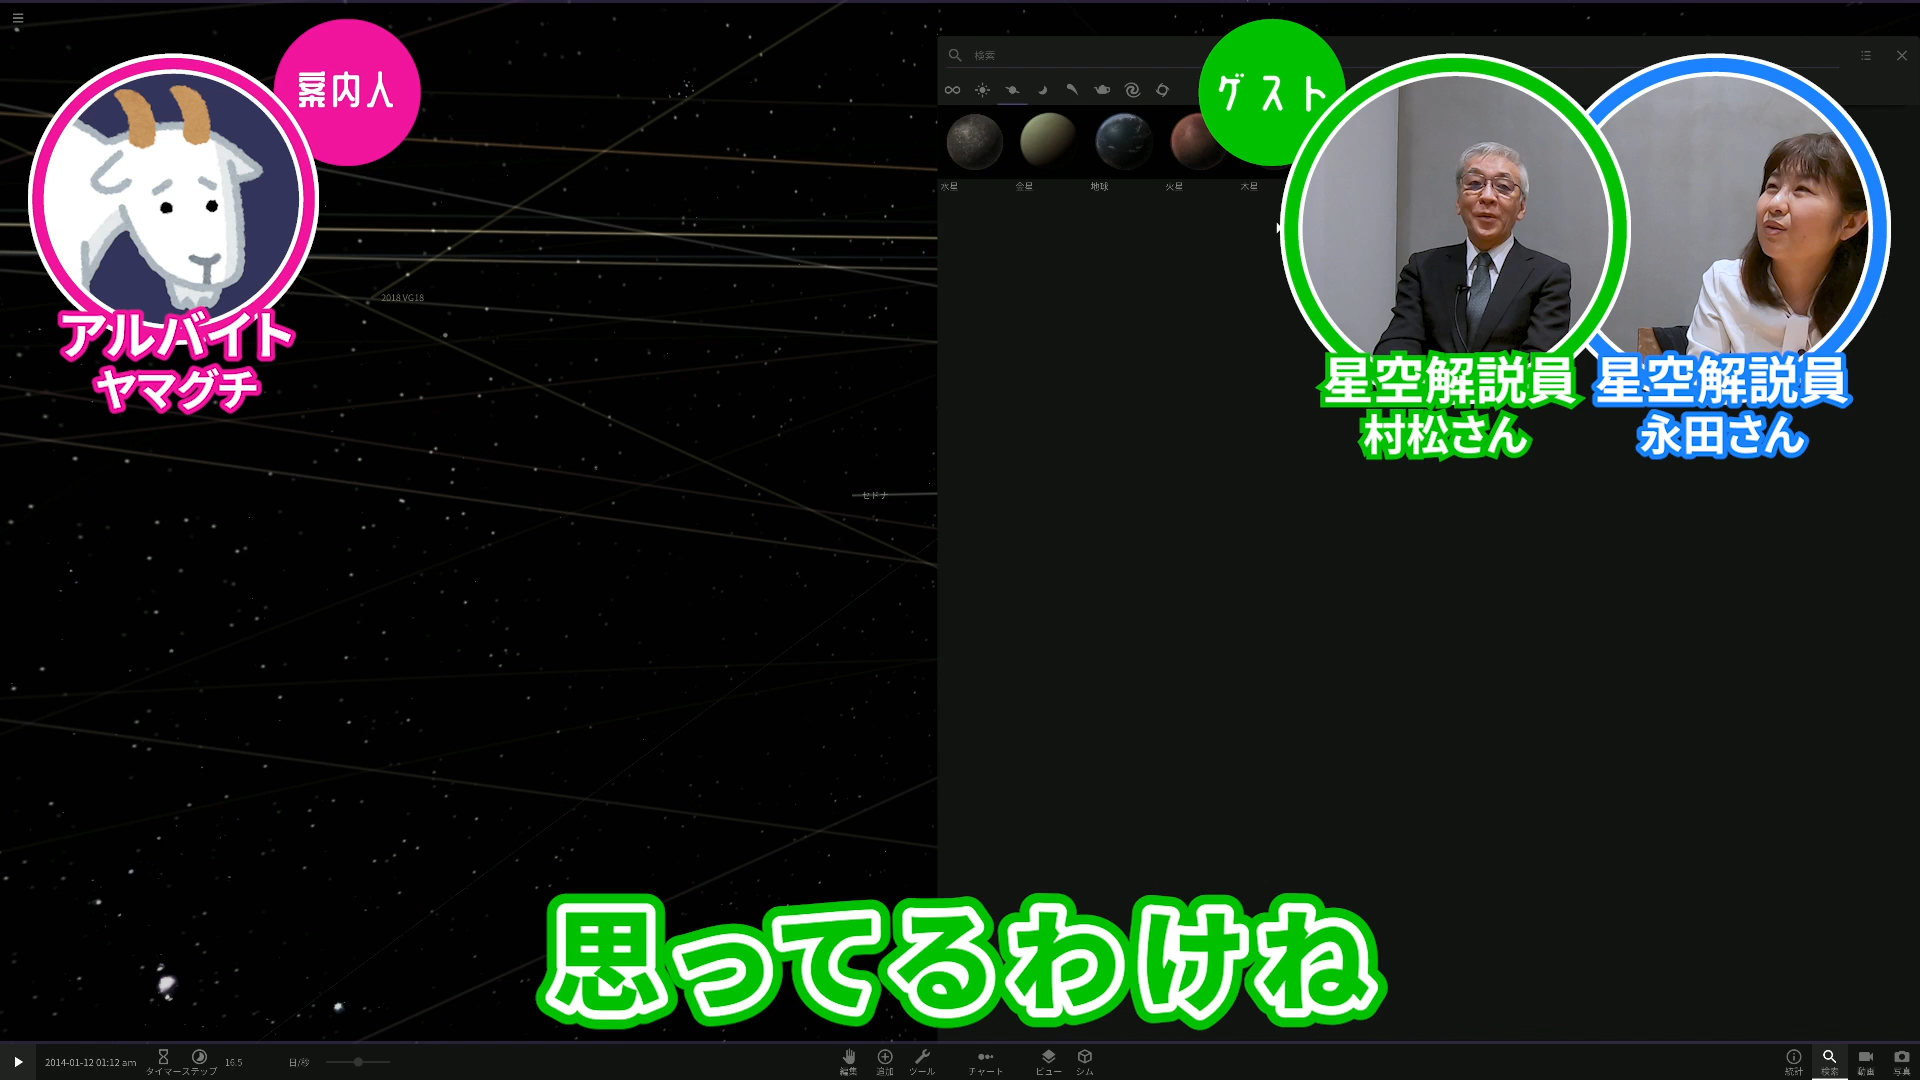 案内人
アルバイト
ヤマグチ
検索
ゲスト
水星
金星
地球
火星
木星
星空解説員
村松さん
星空解説員
永田さん
2018 VG18
セドナ
思ってるわけね
2014-01-12 01:12 am
タイマーステップ
16.5
日/秒
編集
追加
ツール
チャート
ビュー
シム
統計
検索
動画
写真